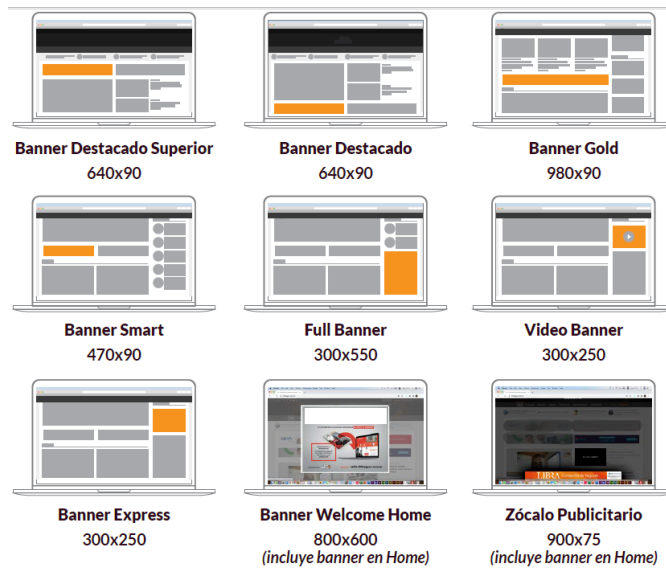 Banner Destacado Superior
640x90
Banner Destacado
640x90
Banner Gold
980x90
Banner Smart
470x90
Full Banner
300x550
Video Banner
300x250
Banner Express
300x250
Banner Welcome Home
800x600
(incluye banner en Home)
LIBRA
Zócalo Publicitario
900x75
(incluye banner en Home)